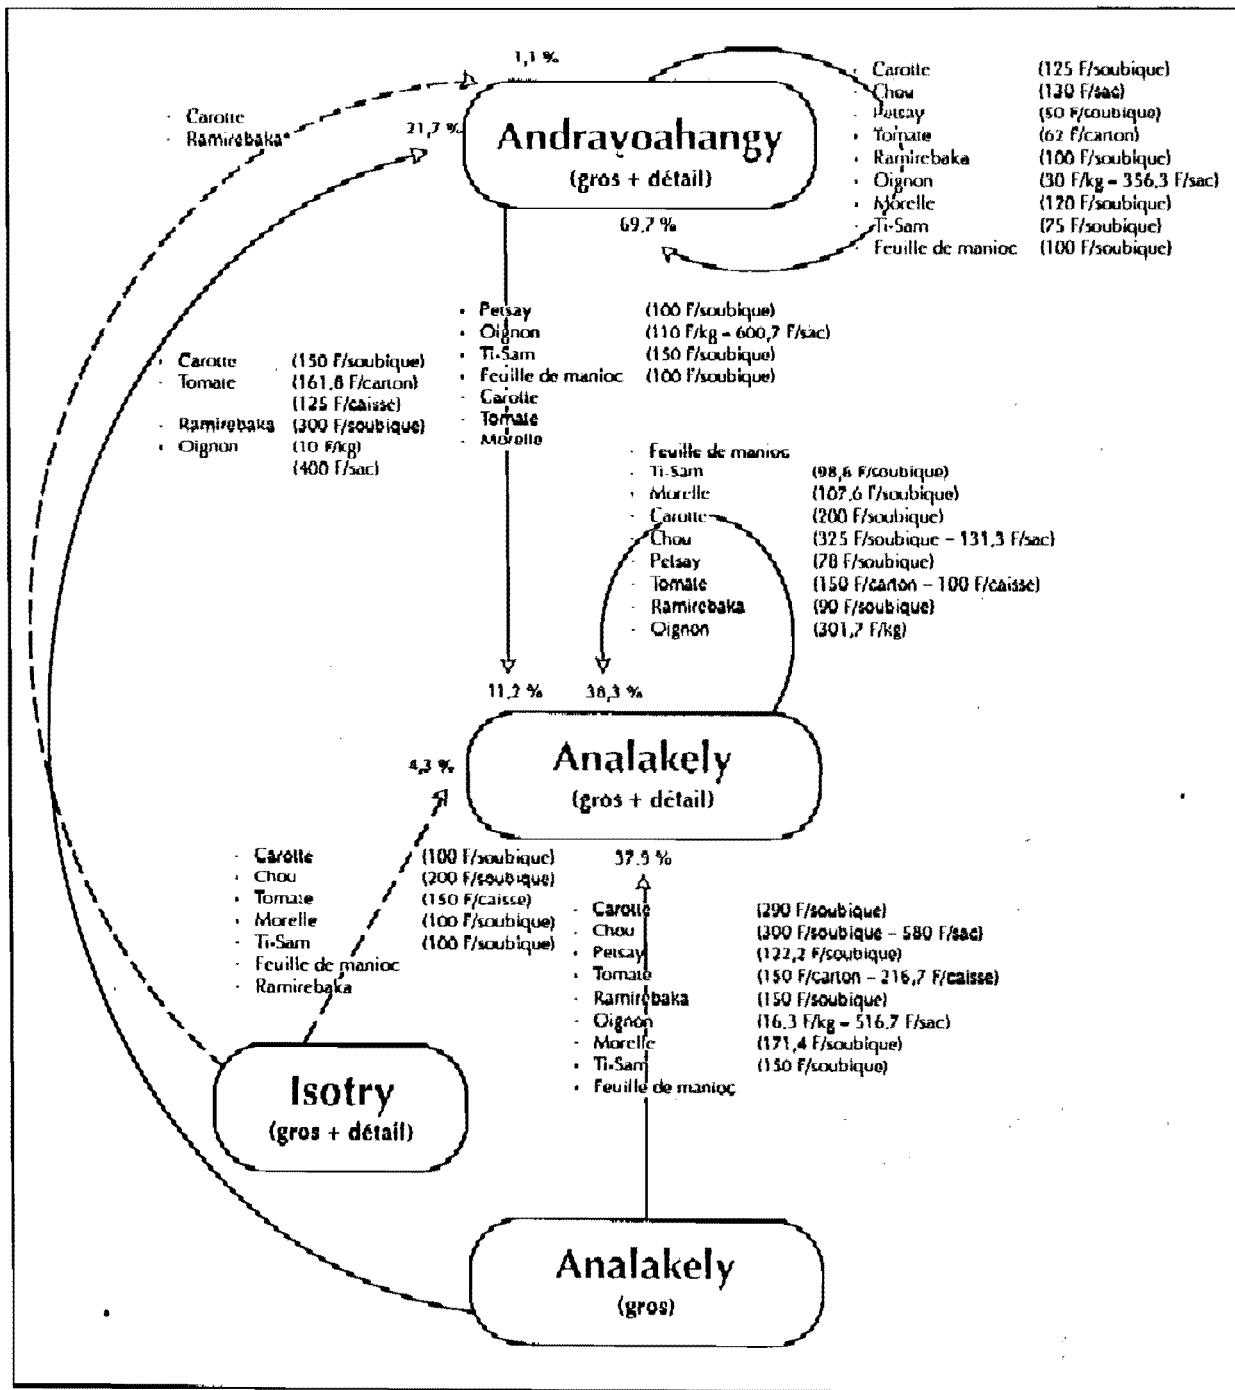 1,1 %
- Carotte
- Ramirebaka
21,7 %
Andravoahangy
(gros + détail)
69,7 %
- Carotte (125 F/soubique)
- Chou (130 F/sac)
- Petsay (50 F/soubique)
- Tomate (62 F/carton)
- Ramirebaka (100 F/soubique)
- Oignon (30 F/kg – 356,3 F/sac)
- Morelle (120 F/soubique)
- Ti-Sam (75 F/soubique)
- Feuille de manioc (100 F/soubique)
- Petsay (100 F/soubique)
- Oignon (110 F/kg – 600,7 F/sac)
- Ti-Sam (150 F/soubique)
- Feuille de manioc (100 F/soubique)
- Carotte
- Tomate
- Morelle
- Carotte (150 F/soubique)
- Tomate (161,8 F/carton)
(125 F/caisse)
- Ramirebaka (300 F/soubique)
- Oignon (10 F/kg)
(400 F/sac)
- Feuille de manioc
- Ti-Sam (98,6 F/soubique)
- Morelle (107,6 F/soubique)
- Carotte (200 F/soubique)
- Chou (325 F/soubique – 131,3 F/sac)
- Petsay (78 F/soubique)
- Tomate (150 F/carton – 100 F/caisse)
- Ramirebaka (90 F/soubique)
- Oignon (301,7 F/kg)
11,2 % 38,3 %
4,3 %
Analakely
(gros + détail)
37,5 %
- Carotte (100 F/soubique)
- Chou (200 F/soubique)
- Tomate (150 F/caisse)
- Morelle (100 F/soubique)
- Ti-Sam (100 F/soubique)
- Feuille de manioc
- Ramirebaka
- Carotte (290 F/soubique)
- Chou (300 F/soubique – 580 F/sac)
- Petsay (122,2 F/soubique)
- Tomate (150 F/carton – 216,7 F/caisse)
- Ramirebaka (150 F/soubique)
- Oignon (16,3 F/kg – 516,7 F/sac)
- Morelle (171,4 F/soubique)
- Ti-Sam (150 F/soubique)
- Feuille de manioc
Isotry
(gros + détail)
Analakely
(gros)